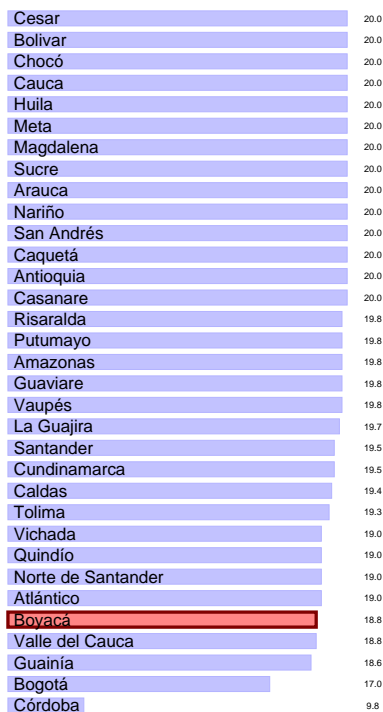 Cesar 20.0
Bolivar 20.0
Chocó 20.0
Cauca 20.0
Huila 20.0
Meta 20.0
Magdalena 20.0
Sucre 20.0
Arauca 20.0
Nariño 20.0
San Andrés 20.0
Caquetá 20.0
Antioquia 20.0
Casanare 20.0
Risaralda 19.8
Putumayo 19.8
Amazonas 19.8
Guaviare 19.8
Vaupés 19.8
La Guajira 19.7
Santander 19.5
Cundinamarca 19.5
Caldas 19.4
Tolima 19.3
Vichada 19.0
Quindío 19.0
Norte de Santander 19.0
Atlántico 19.0
Boyacá 18.8
Valle del Cauca 18.8
Guainía 18.6
Bogotá 17.0
Córdoba 9.8